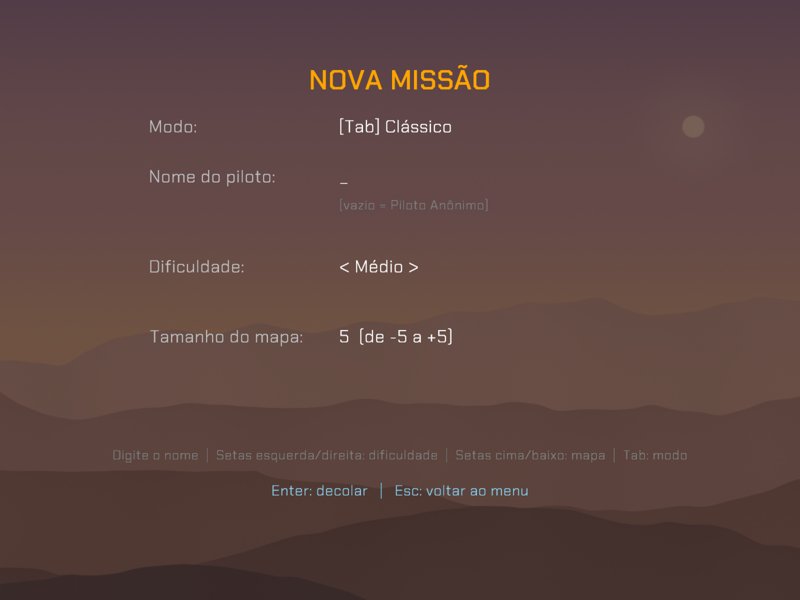 NOVA MISSÃO
Modo: [Tab] Clássico
Nome do piloto: _
[vazio = Piloto Anônimo]
Dificuldade: < Médio >
Tamanho do mapa: 5 [de -5 a +5]
Digite o nome | Setas esquerda/direita: dificuldade | Setas cima/baixo: mapa | Tab: modo
Enter: decolar | Esc: voltar ao menu